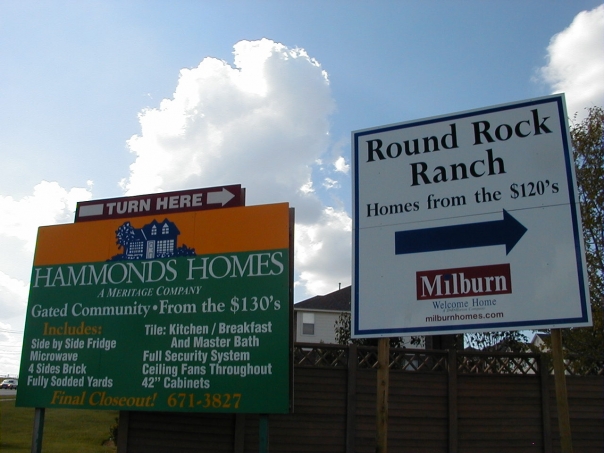 TURN HERE
HAMMONDS HOMES
A MERITAGE COMPANY
Gated Community • From the $130's
Includes:
Side by Side Fridge
Microwave
4 Sides Brick
Fully Sodded Yards
Tile: Kitchen / Breakfast
And Master Bath
Full Security System
Ceiling Fans Throughout
42" Cabinets
Final Closeout! 671-3827
Round Rock
Ranch
Homes from the $120's
Milburn
Welcome Home
milburnhomes.com